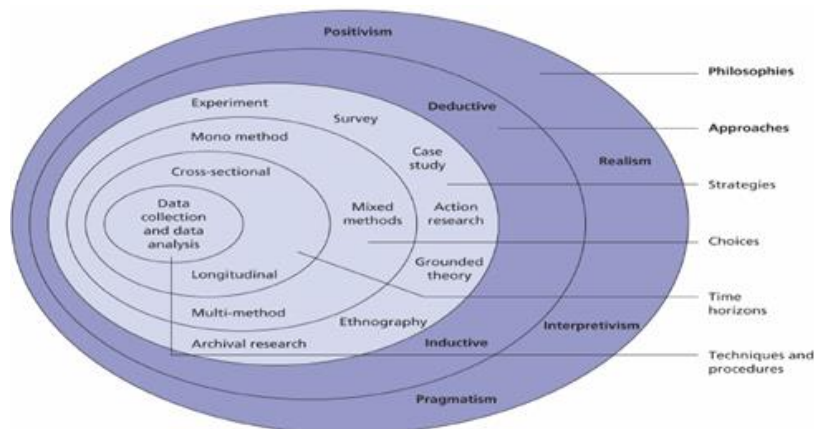 Positivism
Philosophies
Experiment
Deductive
Survey
Approaches
Mono method
Case
study
Realism
Cross-sectional
Strategies
Data
collection
and data
analysis
Mixed
methods
Action
research
Choices
Grounded
theory
Longitudinal
Time
horizons
Multi-method
Ethnography
Interpretivism
Archival research
Inductive
Techniques and
procedures
Pragmatism